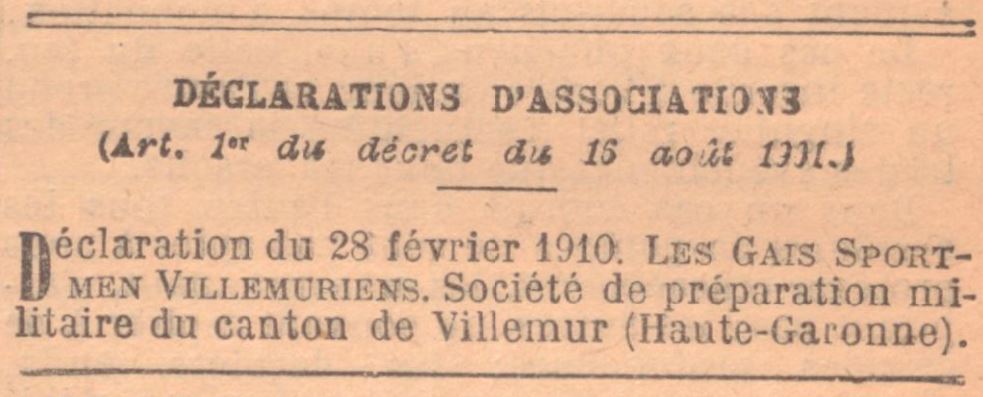 DÉCLARATIONS D'ASSOCIATIONS
(Art. 1er du décret du 16 août 1901.)
Déclaration du 28 février 1910. LES GAIS SPORT-
MEN VILLEMURIENS. Société de préparation mi-
litaire du canton de Villemur (Haute-Garonne).